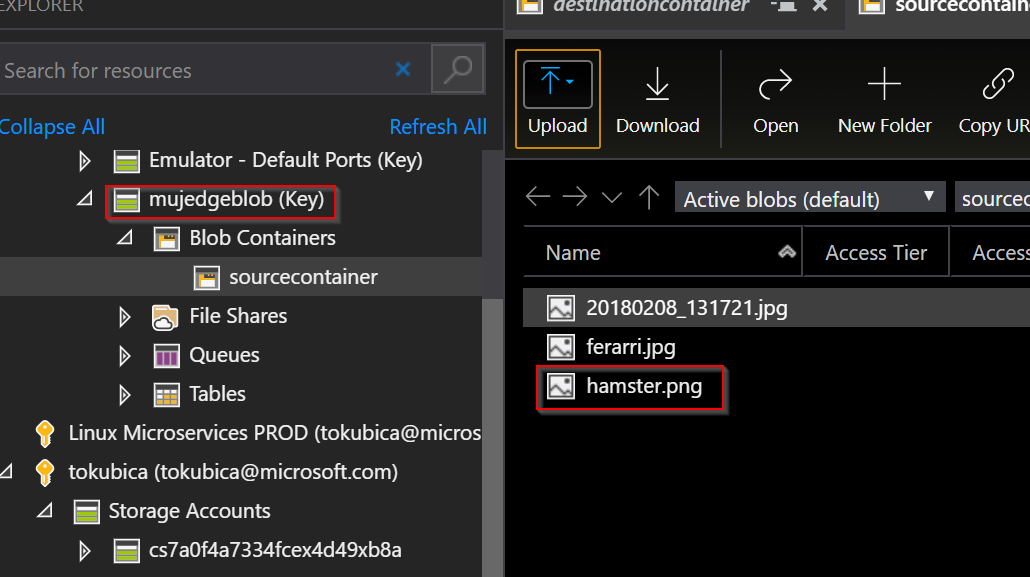 EXPLORER
Search for resources
Collapse All
Refresh All
Emulator - Default Ports (Key)
mujedgeblob (Key)
Blob Containers
sourcecontainer
File Shares
Queues
Tables
Linux Microservices PROD (tokubica@micros
tokubica (tokubica@microsoft.com)
Storage Accounts
cs7a0f4a7334fcex4d49xb8a
destinationcontainer
sourcecontain
Upload
Download
Open
New Folder
Copy UR
Active blobs (default)
sourcec
Name
Access Tier
Access
20180208_131721.jpg
ferarri.jpg
hamster.png